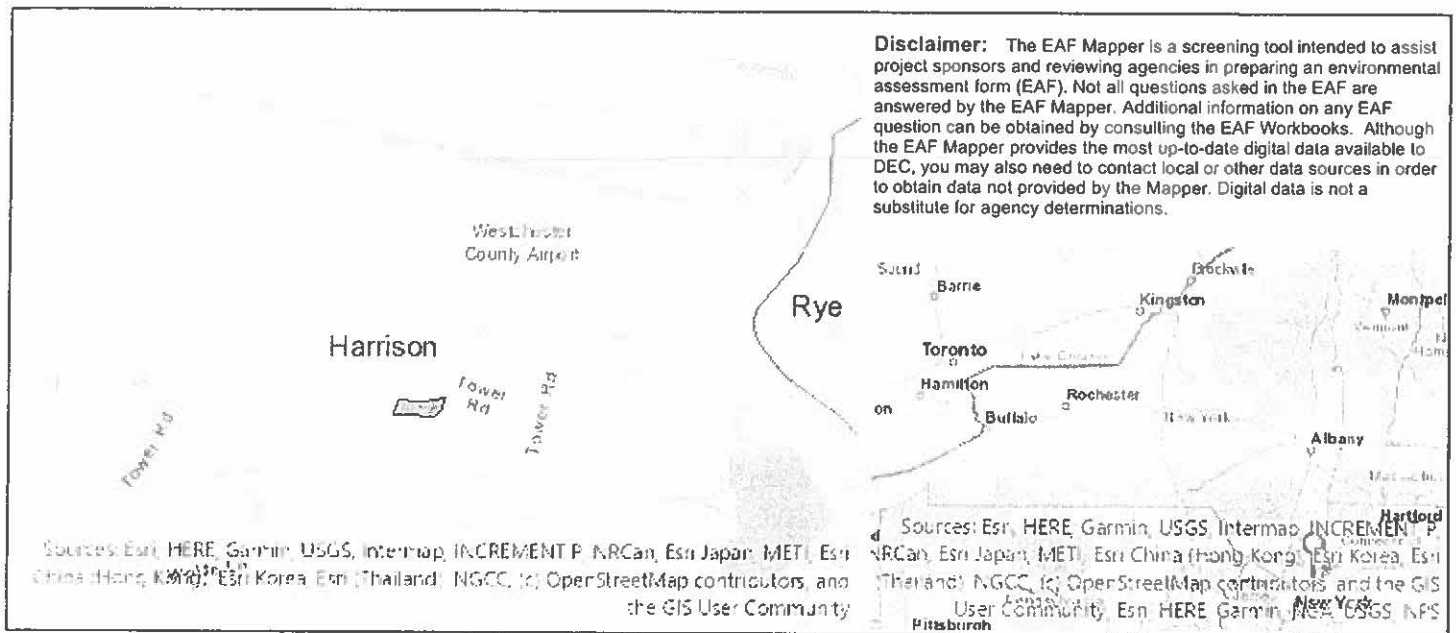 Disclaimer: The EAF Mapper is a screening tool intended to assist
project sponsors and reviewing agencies in preparing an environmental
assessment form (EAF). Not all questions asked in the EAF are
answered by the EAF Mapper. Additional information on any EAF
question can be obtained by consulting the EAF Workbooks. Although
the EAF Mapper provides the most up-to-date digital data available to
DEC, you may also need to contact local or other data sources in order
to obtain data not provided by the Mapper. Digital data is not a
substitute for agency determinations.
Westchester
County Airport
Rye
Harrison
Tower
Rd
Tower Rd
Tower Rd
Sources: Esri, HERE, Garmin, USGS, Intermap, INCREMENT P, NRCan, Esri Japan, METI, Esri
China (Hong Kong), Esri Korea, Esri (Thailand), NGCC, (c) OpenStreetMap contributors, and
the GIS User Community
Barrie
Brockville
Kingston
Montpel
Vermont
Toronto
Hamilton
on
Rochester
Buffalo
New York
Albany
Hartford
Sources: Esri, HERE, Garmin, USGS, Intermap, INCREMENT P,
NRCan, Esri Japan, METI, Esri China (Hong Kong), Esri Korea, Esri
(Thailand), NGCC, (c) OpenStreetMap contributors, and the GIS
User Community, Esri, HERE, Garmin, NGA, USGS, NPS
New York
Pittsburgh